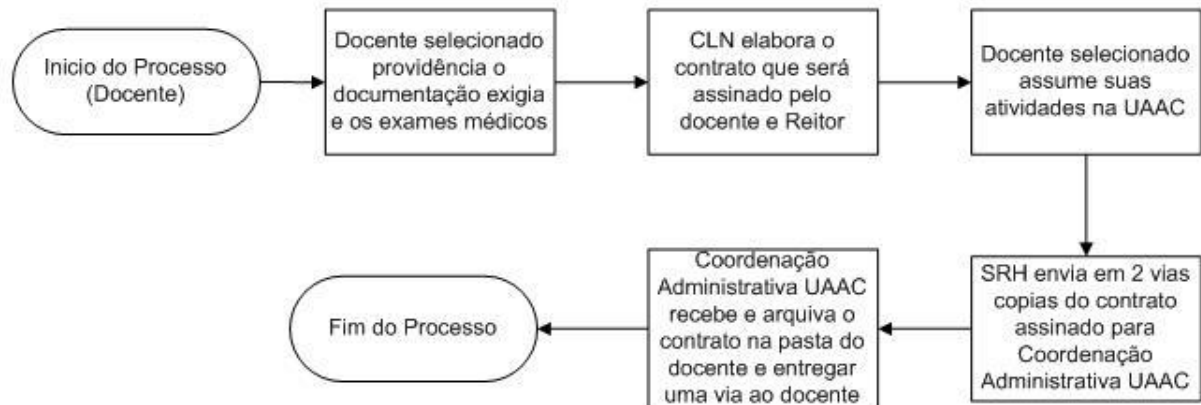 Inicio do Processo
(Docente)
Docente selecionado
providência o
documentação exigia
e os exames médicos
CLN elabora o
contrato que será
assinado pelo
docente e Reitor
Docente selecionado
assume suas
atividades na UAAC
SRH envia em 2 vias
copias do contrato
assinado para
Coordenação
Administrativa UAAC
Coordenação
Administrativa UAAC
recebe e arquiva o
contrato na pasta do
docente e entregar
uma via ao docente
Fim do Processo